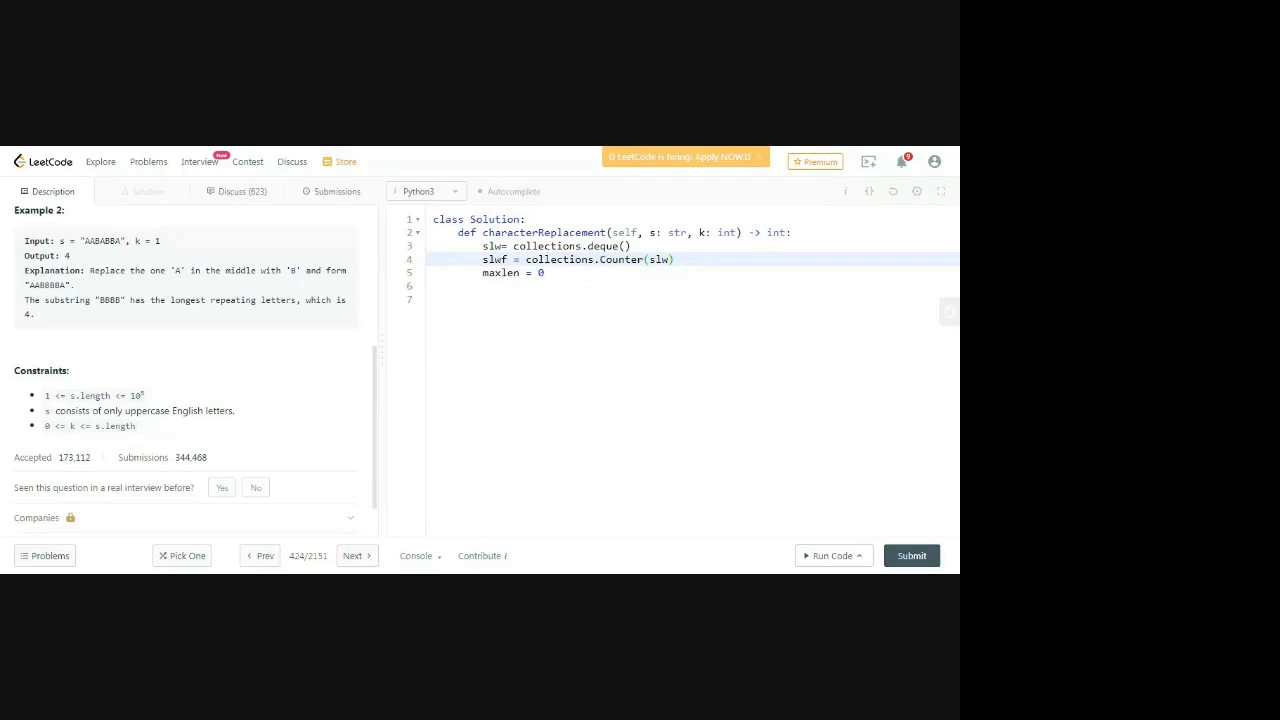 LeetCode
Explore
Problems
Interview
New
Contest
Discuss
Store
LeetCode is hiring! Apply NOW.
Premium
9
Description
Solution
Discuss (623)
Submissions
i Python3
Autocomplete
Example 2:
Input: s = "AABABBA", k = 1
Output: 4
Explanation: Replace the one 'A' in the middle with 'B' and form
"AABBBBA".
The substring "BBBB" has the longest repeating letters, which is
4.
Constraints:
1 <= s.length <= 10⁵
s consists of only uppercase English letters.
0 <= k <= s.length
Accepted 173,112 Submissions 344,468
Seen this question in a real interview before? Yes No
Companies
1 class Solution:
2 def characterReplacement(self, s: str, k: int) -> int:
3 slw= collections.deque()
4 slwf = collections.Counter(slw)
5 maxlen = 0
6
7
Problems
Pick One
Prev
424/2151
Next
Console
Contribute i
Run Code
Submit